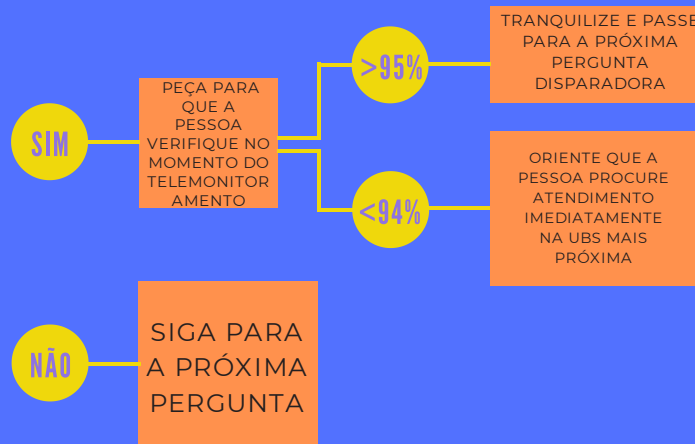 SIM
PEÇA PARA
QUE A
PESSOA
VERIFIQUE NO
MOMENTO DO
TELEMONITOR
AMENTO
>95%
TRANQUILIZE E PASSE
PARA A PRÓXIMA
PERGUNTA
DISPARADORA
<94%
ORIENTE QUE A
PESSOA PROCURE
ATENDIMENTO
IMEDIATAMENTE
NA UBS MAIS
PRÓXIMA
NÃO
SIGA PARA
A PRÓXIMA
PERGUNTA